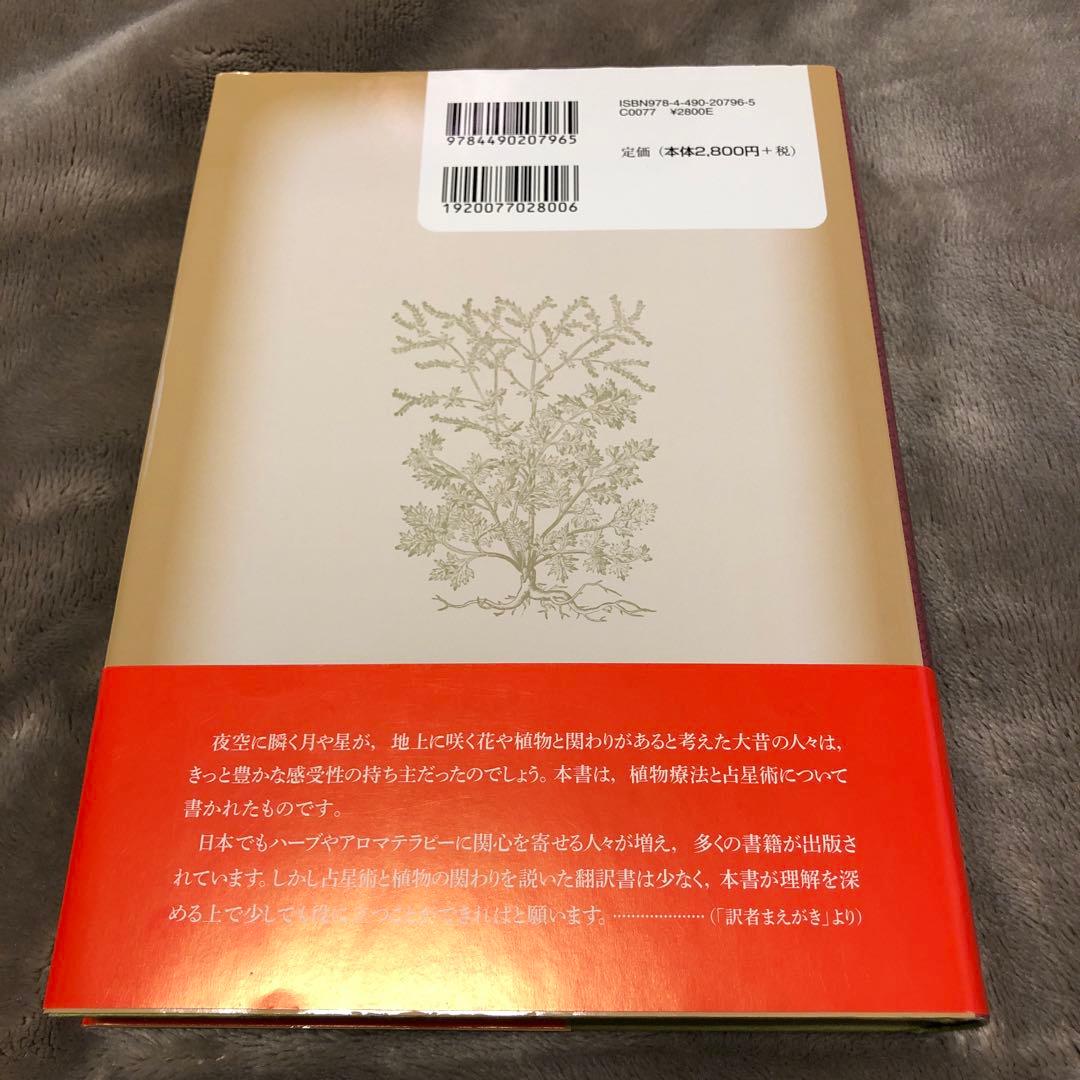 9784490207965
1920077028006
ISBN978-4-490-20796-5
C0077 ¥2800E
定価（本体2,800円＋税）
夜空に瞬く月や星が，地上に咲く花や植物と関わりがあると考えた大昔の人々は，
きっと豊かな感受性の持ち主だったのでしょう。本書は，植物療法と占星術について
書かれたものです。
日本でもハーブやアロマテラピーに関心を寄せる人々が増え，多くの書籍が出版さ
れています。しかし占星術と植物の関わりを説いた翻訳書は少なく，本書が理解を深
める上で少しでも役に立つことができればと願います。…………………（「訳者まえがき」より）